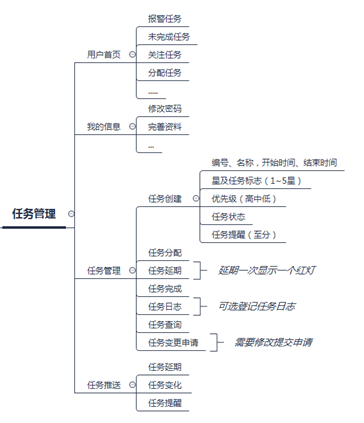 报警任务
未完成任务
用户首页
关注任务
分配任务
......
修改密码
我的信息
完善资料
...
编号、名称，开始时间、结束时间
星及任务标志（1~5星）
任务创建
优先级（高中低）
任务状态
任务提醒（至分）
任务管理
任务分配
任务管理
任务延期
延期一次显示一个红灯
任务完成
任务日志
可选登记任务日志
任务查询
任务变更申请
需要修改提交申请
任务延期
任务推送
任务变化
任务提醒